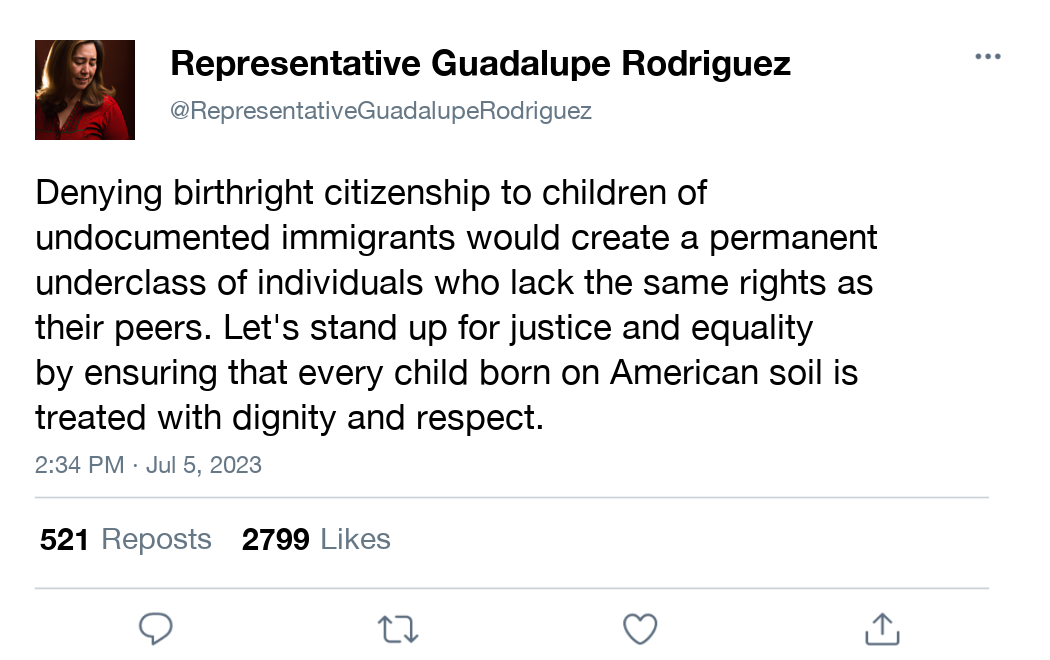 Representative Guadalupe Rodriguez
@RepresentativeGuadalupeRodriguez
Denying birthright citizenship to children of
undocumented immigrants would create a permanent
underclass of individuals who lack the same rights as
their peers. Let's stand up for justice and equality
by ensuring that every child born on American soil is
treated with dignity and respect.
2:34 PM · Jul 5, 2023
521 Reposts 2799 Likes